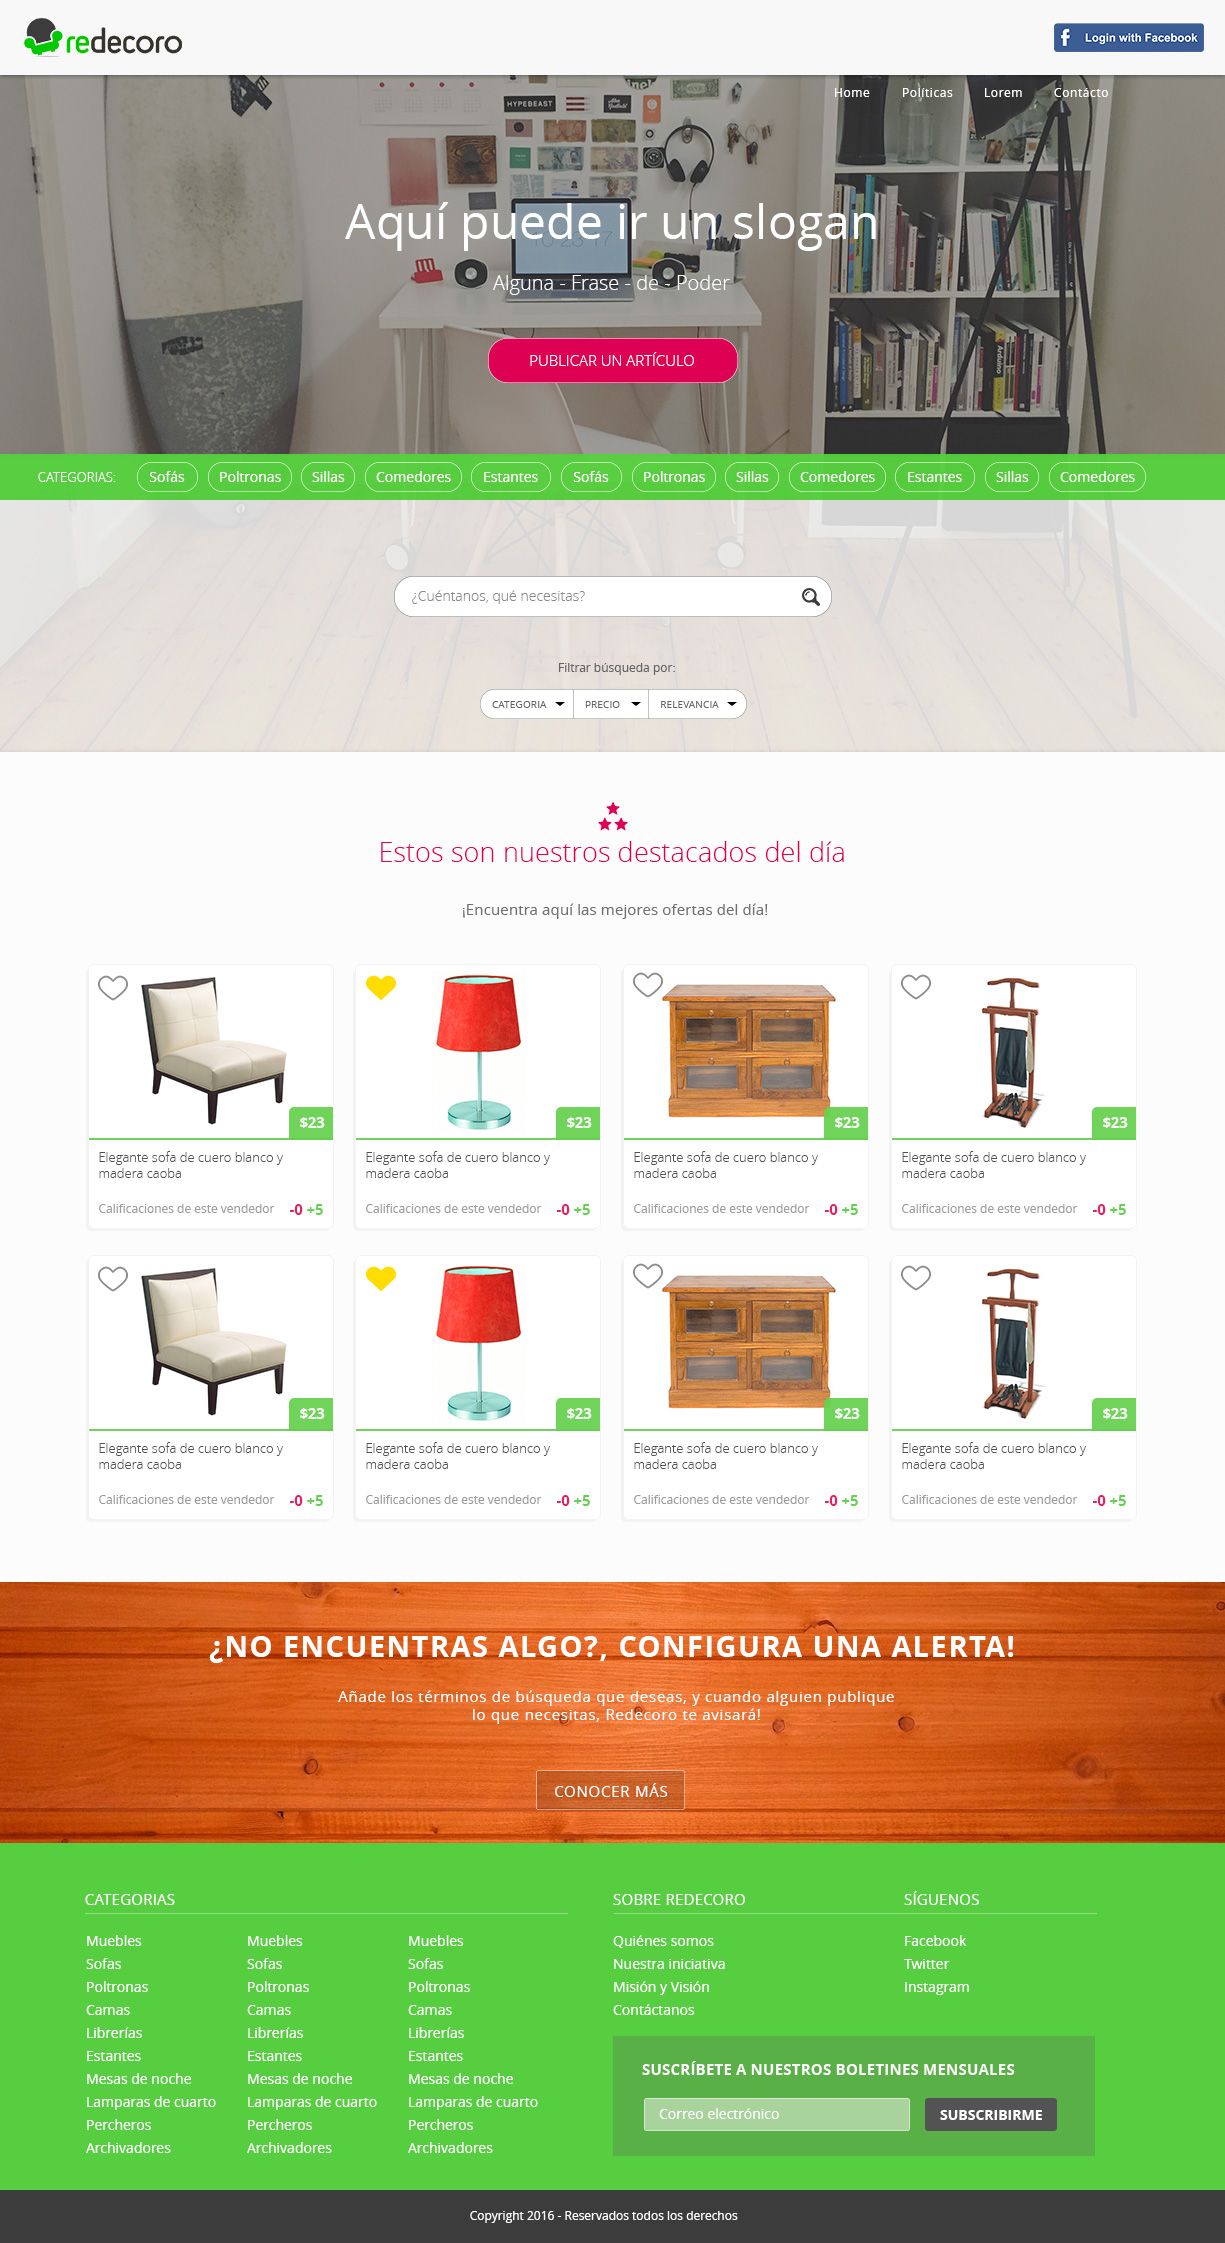 redecoro
Login with Facebook
Home Políticas Lorem Contácto
HYPEBEAST
Aquí puede ir un slogan
Alguna - Frase - de - Poder
PUBLICAR UN ARTÍCULO
Arduino
CATEGORIAS: Sofás Poltronas Sillas Comedores Estantes Sofás Poltronas Sillas Comedores Estantes Sillas Comedores
¿Cuéntanos, qué necesitas?
Filtrar búsqueda por:
CATEGORIA PRECIO RELEVANCIA
Estos son nuestros destacados del día
¡Encuentra aquí las mejores ofertas del día!
$23 $23 $23 $23
Elegante sofa de cuero blanco y
madera caoba
Calificaciones de este vendedor -0 +5
Elegante sofa de cuero blanco y
madera caoba
Calificaciones de este vendedor -0 +5
Elegante sofa de cuero blanco y
madera caoba
Calificaciones de este vendedor -0 +5
Elegante sofa de cuero blanco y
madera caoba
Calificaciones de este vendedor -0 +5
$23 $23 $23 $23
Elegante sofa de cuero blanco y
madera caoba
Calificaciones de este vendedor -0 +5
Elegante sofa de cuero blanco y
madera caoba
Calificaciones de este vendedor -0 +5
Elegante sofa de cuero blanco y
madera caoba
Calificaciones de este vendedor -0 +5
Elegante sofa de cuero blanco y
madera caoba
Calificaciones de este vendedor -0 +5
¿NO ENCUENTRAS ALGO?, CONFIGURA UNA ALERTA!
Añade los términos de búsqueda que deseas, y cuando alguien publique
lo que necesitas, Redecoro te avisará!
CONOCER MÁS
CATEGORIAS
Muebles
Sofas
Poltronas
Camas
Librerías
Estantes
Mesas de noche
Lamparas de cuarto
Percheros
Archivadores
Muebles
Sofas
Poltronas
Camas
Librerías
Estantes
Mesas de noche
Lamparas de cuarto
Percheros
Archivadores
Muebles
Sofas
Poltronas
Camas
Librerías
Estantes
Mesas de noche
Lamparas de cuarto
Percheros
Archivadores
SOBRE REDECORO
Quiénes somos
Nuestra iniciativa
Misión y Visión
Contáctanos
SÍGUENOS
Facebook
Twitter
Instagram
SUSCRÍBETE A NUESTROS BOLETINES MENSUALES
Correo electrónico
SUBSCRIBIRME
Copyright 2016 - Reservados todos los derechos